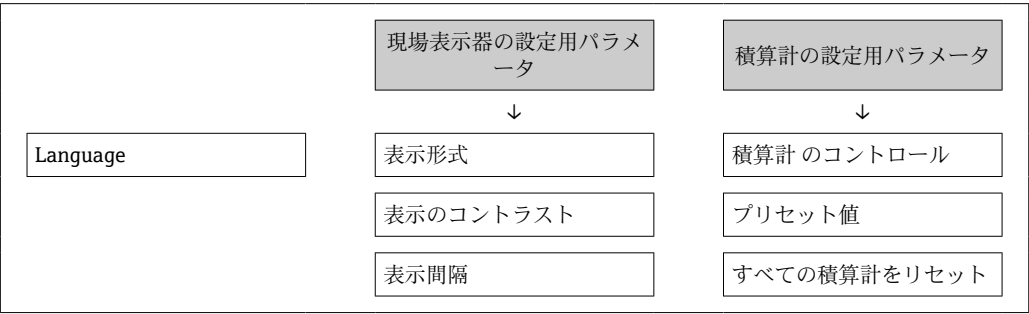 現場表示器の設定用パラメ
ータ
積算計の設定用パラメータ
↓
↓
Language
表示形式
積算計 のコントロール
表示のコントラスト
プリセット値
表示間隔
すべての積算計をリセット